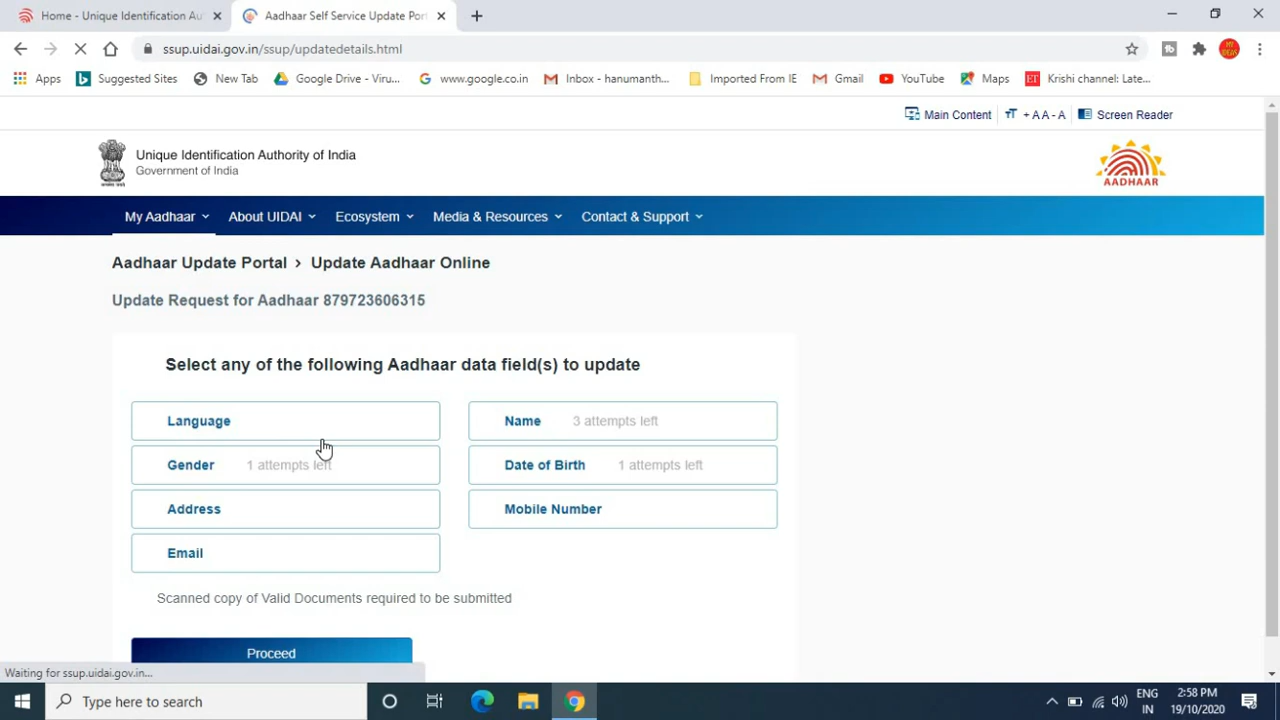 Home - Unique Identification Au
Aadhaar Self Service Update Port
ssup.uidai.gov.in/ssup/updatedetails.html
Apps
Suggested Sites
New Tab
Google Drive - Viru...
www.google.co.in
Inbox - hanumanth...
Imported From IE
Gmail
YouTube
Maps
Krishi channel: Late...
Main Content
+ A A - A
Screen Reader
Unique Identification Authority of India
Government of India
AADHAAR
My Aadhaar
About UIDAI
Ecosystem
Media & Resources
Contact & Support
Aadhaar Update Portal > Update Aadhaar Online
Update Request for Aadhaar 879723606315
Select any of the following Aadhaar data field(s) to update
Language
Name 3 attempts left
Gender 1 attempts left
Date of Birth 1 attempts left
Address
Mobile Number
Email
Scanned copy of Valid Documents required to be submitted
Proceed
Waiting for ssup.uidai.gov.in...
Type here to search
ENG
IN
2:58 PM
19/10/2020